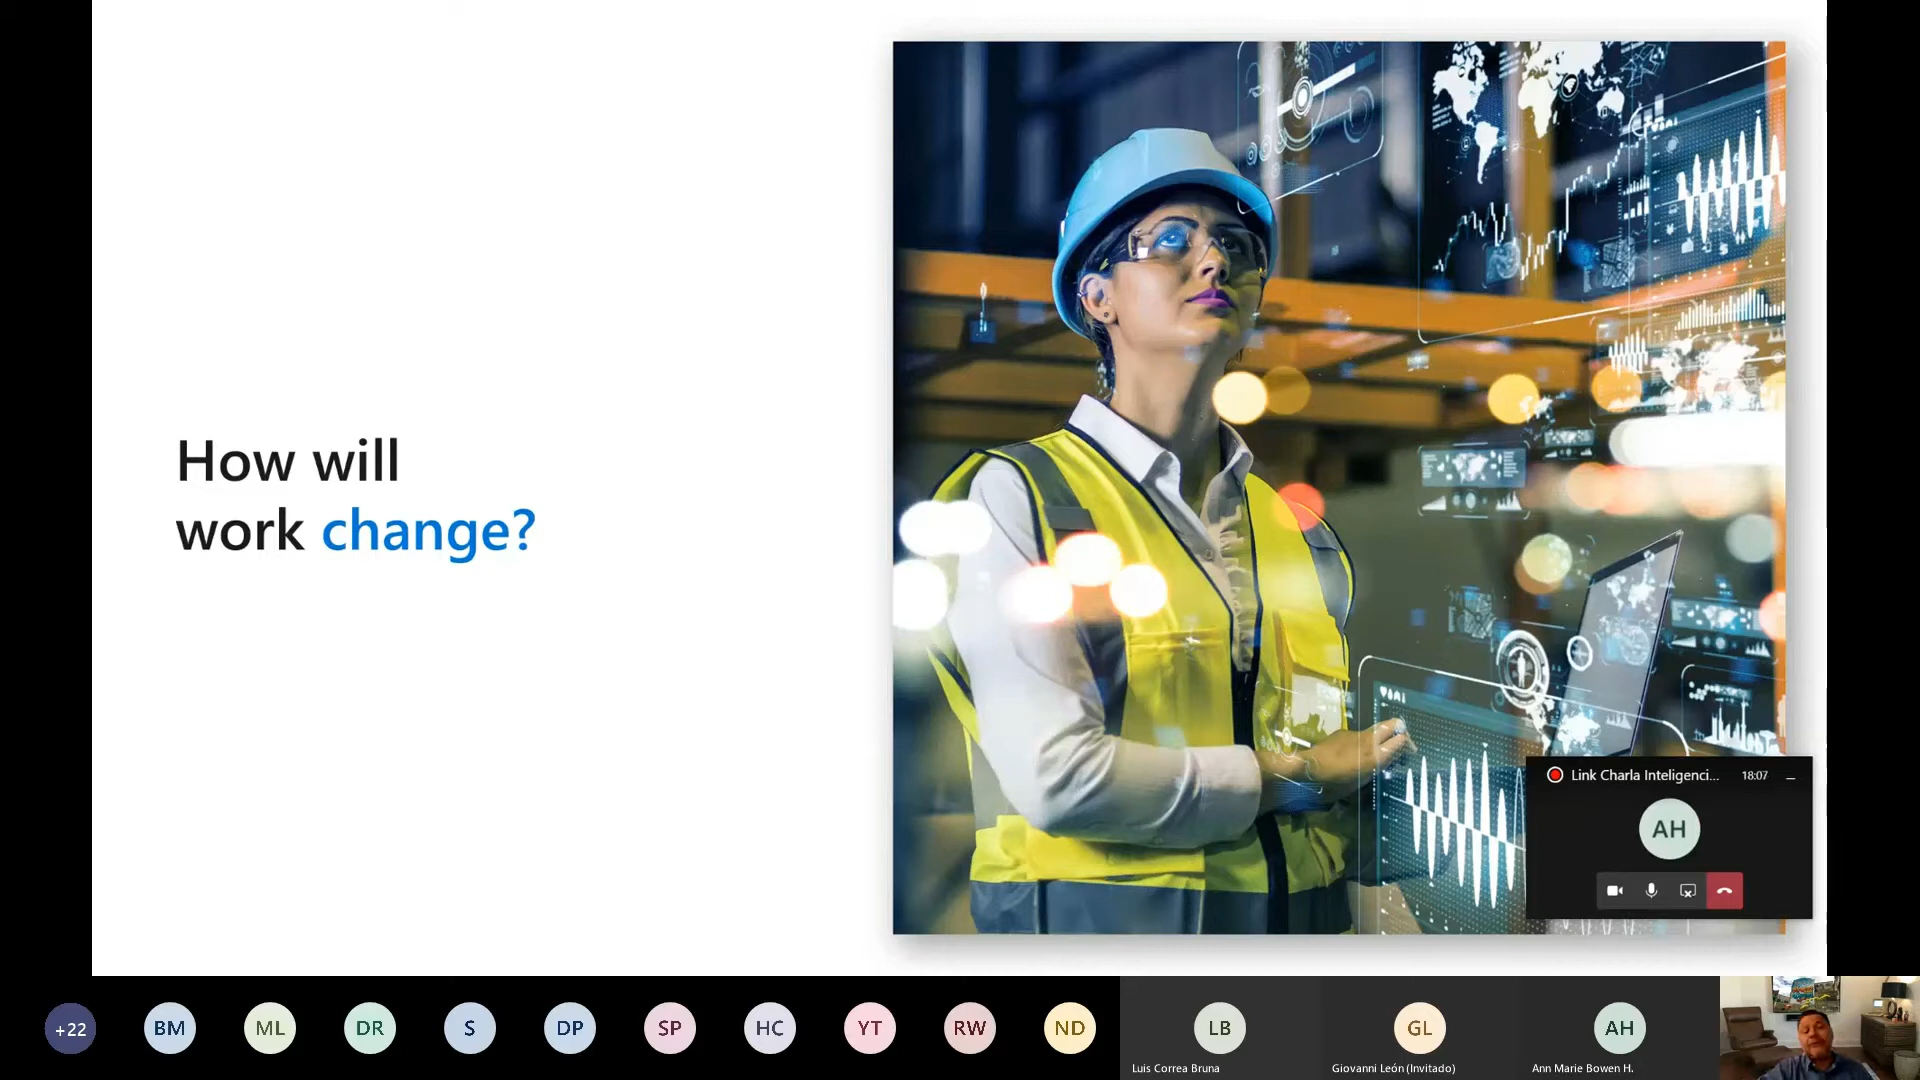 How will
work change?
Link Charla Inteligenci...
18:07
AH
+22
BM
ML
DR
S
DP
SP
HC
YT
RW
ND
LB
GL
AH
Luis Correa Bruna
Giovanni León (Invitado)
Ann Marie Bowen H.